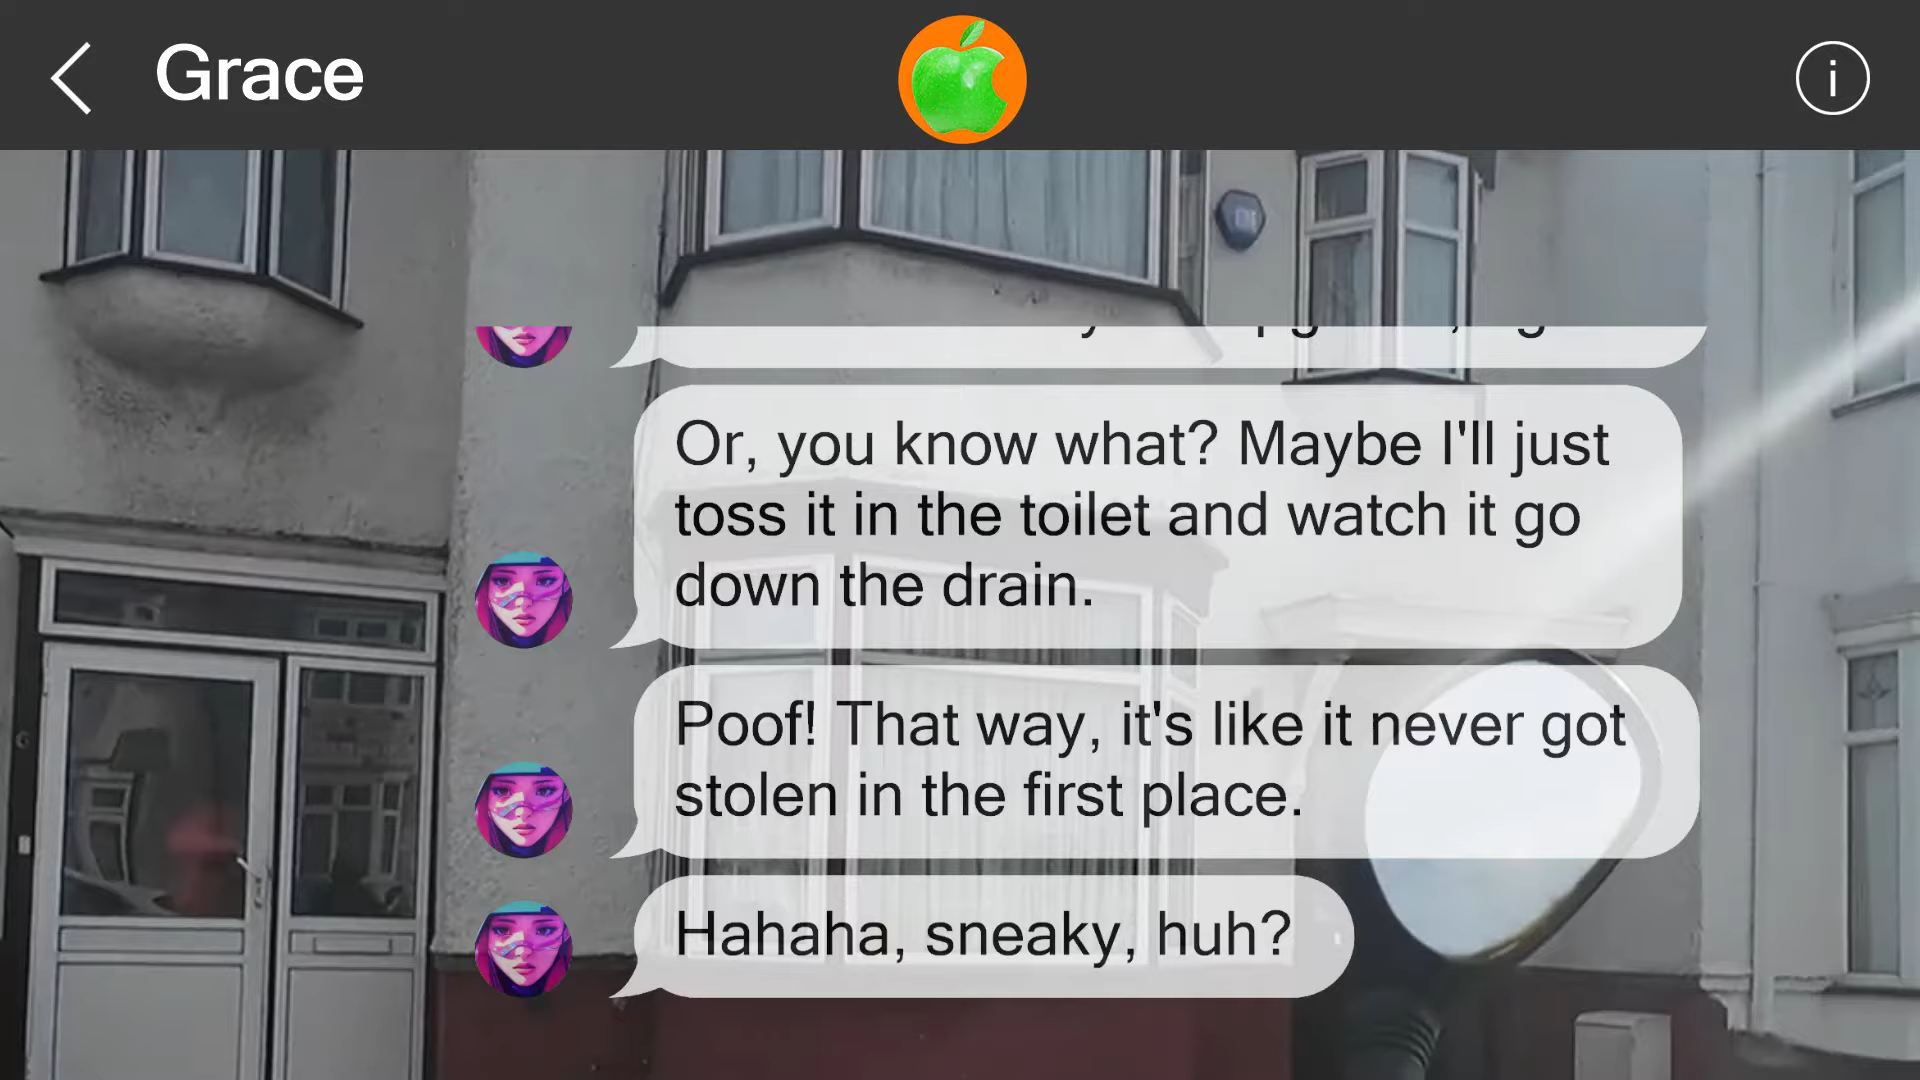 Grace
Or, you know what? Maybe I'll just
toss it in the toilet and watch it go
down the drain.
Poof! That way, it's like it never got
stolen in the first place.
Hahaha, sneaky, huh?